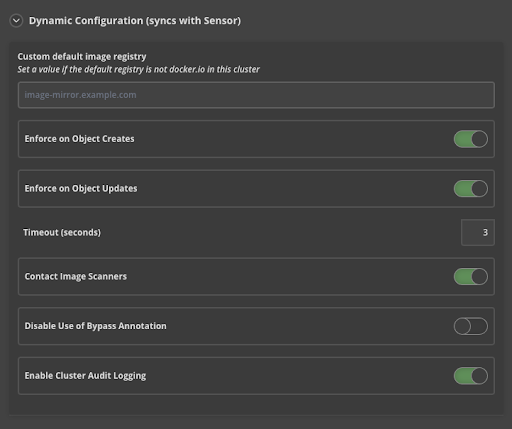 Dynamic Configuration (syncs with Sensor)
Custom default image registry
Set a value if the default registry is not docker.io in this cluster
image-mirror.example.com
Enforce on Object Creates
Enforce on Object Updates
Timeout (seconds) 3
Contact Image Scanners
Disable Use of Bypass Annotation
Enable Cluster Audit Logging